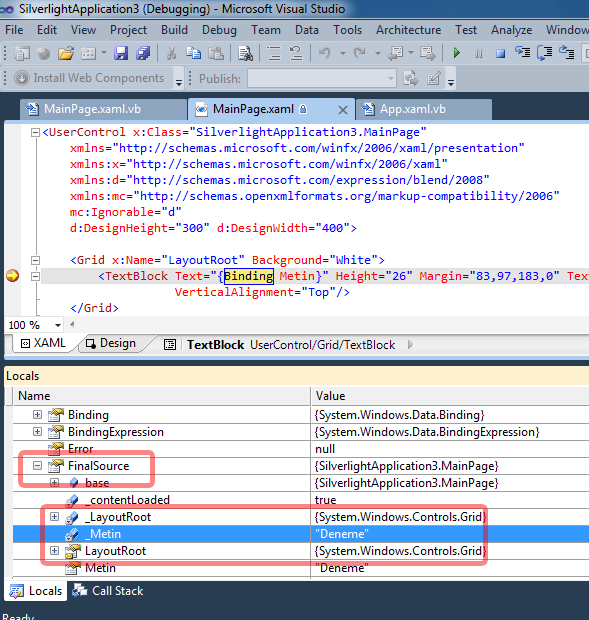 SilverlightApplication3 (Debugging) - Microsoft Visual Studio
File Edit View Project Build Debug Team Data Tools Architecture Test Analyze Window
Install Web Components Publish:
MainPage.xaml.vb MainPage.xaml App.xaml.vb
<UserControl x:Class="SilverlightApplication3.MainPage"
xmlns="http://schemas.microsoft.com/winfx/2006/xaml/presentation"
xmlns:x="http://schemas.microsoft.com/winfx/2006/xaml"
xmlns:d="http://schemas.microsoft.com/expression/blend/2008"
xmlns:mc="http://schemas.openxmlformats.org/markup-compatibility/2006"
mc:Ignorable="d"
d:DesignHeight="300" d:DesignWidth="400">
<Grid x:Name="LayoutRoot" Background="White">
<TextBlock Text="{Binding Metin}" Height="26" Margin="83,97,183,0" Tex
VerticalAlignment="Top"/>
</Grid>
100 %
XAML Design TextBlock UserControl/Grid/TextBlock
Locals
Name Value
Binding {System.Windows.Data.Binding}
BindingExpression {System.Windows.Data.BindingExpression}
Error null
FinalSource {SilverlightApplication3.MainPage}
base {SilverlightApplication3.MainPage}
_contentLoaded true
_LayoutRoot {System.Windows.Controls.Grid}
_Metin "Deneme"
LayoutRoot {System.Windows.Controls.Grid}
Metin "Deneme"
Locals Call Stack
Ready